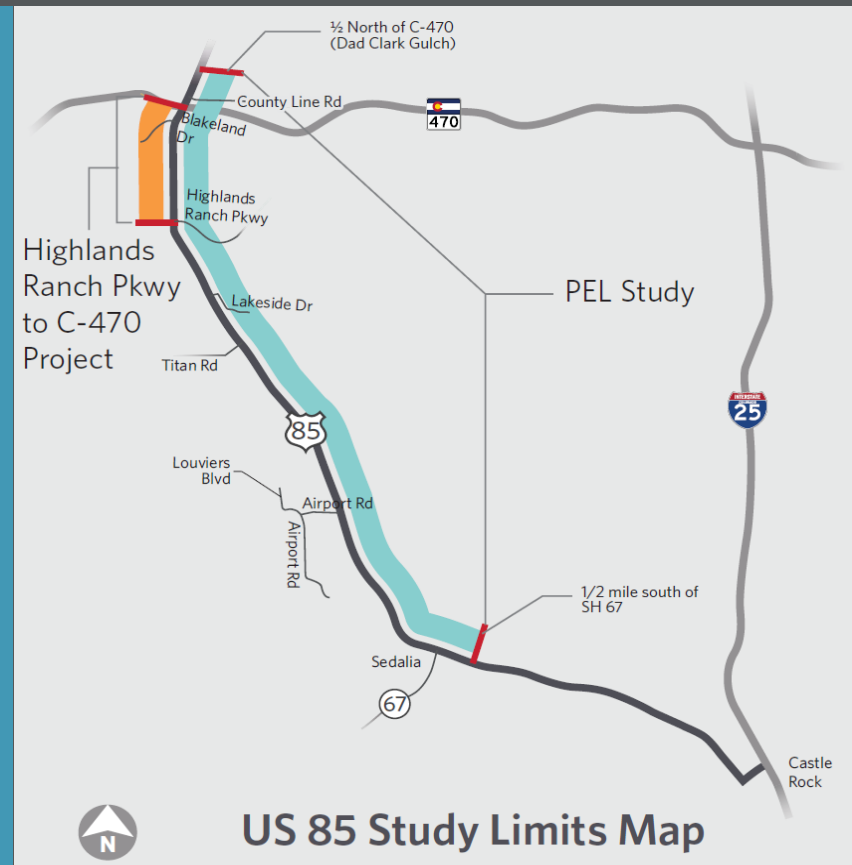 ½ North of C-470
(Dad Clark Gulch)
County Line Rd
Blakeland
Dr
470
Highlands
Ranch Pkwy
Highlands
Ranch Pkwy
to C-470
Project
PEL Study
Lakeside Dr
Titan Rd
INTERSTATE
25
85
Louviers
Blvd
Airport Rd
Airport Rd
1/2 mile south of
SH 67
Sedalia
67
Castle
Rock
N
US 85 Study Limits Map